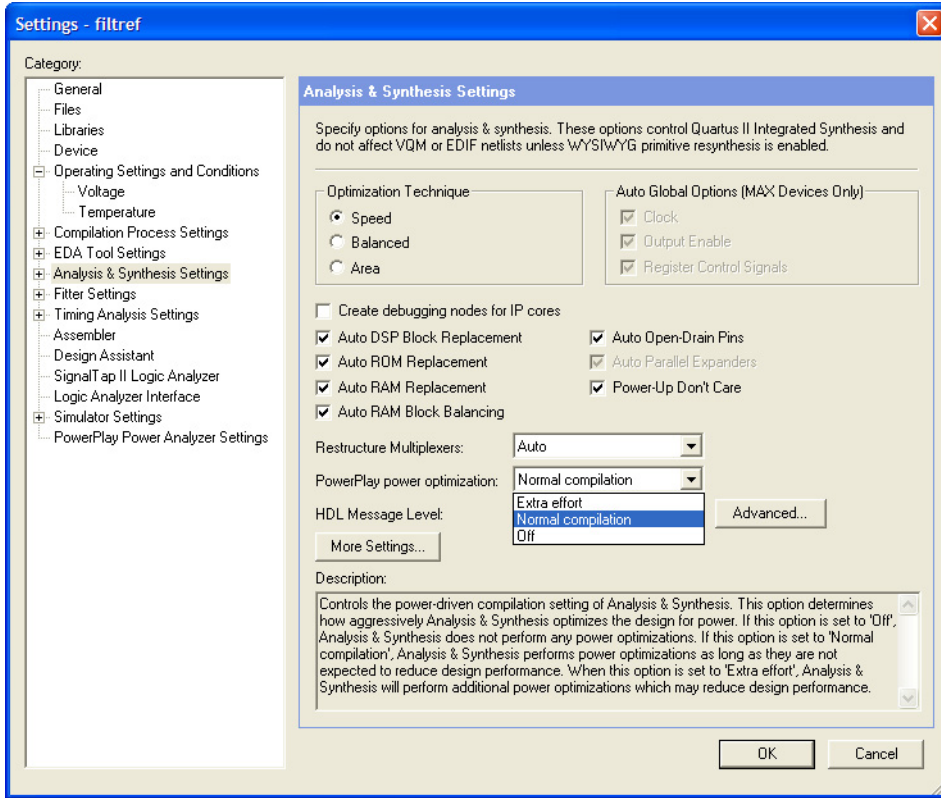 Settings - filtref
Category:
General
Files
Libraries
Device
Operating Settings and Conditions
Voltage
Temperature
Compilation Process Settings
EDA Tool Settings
Analysis & Synthesis Settings
Fitter Settings
Timing Analysis Settings
Assembler
Design Assistant
SignalTap II Logic Analyzer
Logic Analyzer Interface
Simulator Settings
PowerPlay Power Analyzer Settings
Analysis & Synthesis Settings
Specify options for analysis & synthesis. These options control Quartus II Integrated Synthesis and
do not affect VQM or EDIF netlists unless WYSIWYG primitive resynthesis is enabled.
Optimization Technique
Speed
Balanced
Area
Auto Global Options (MAX Devices Only)
Clock
Output Enable
Register Control Signals
Create debugging nodes for IP cores
Auto DSP Block Replacement
Auto Open-Drain Pins
Auto ROM Replacement
Auto Parallel Expanders
Auto RAM Replacement
Power-Up Don't Care
Auto RAM Block Balancing
Restructure Multiplexers: Auto
PowerPlay power optimization: Normal compilation
Extra effort
Normal compilation
Off
HDL Message Level:
Advanced...
More Settings...
Description:
Controls the power-driven compilation setting of Analysis & Synthesis. This option determines
how aggressively Analysis & Synthesis optimizes the design for power. If this option is set to 'Off',
Analysis & Synthesis does not perform any power optimizations. If this option is set to 'Normal
compilation', Analysis & Synthesis performs power optimizations as long as they are not
expected to reduce design performance. When this option is set to 'Extra effort', Analysis &
Synthesis will perform additional power optimizations which may reduce design performance.
OK
Cancel